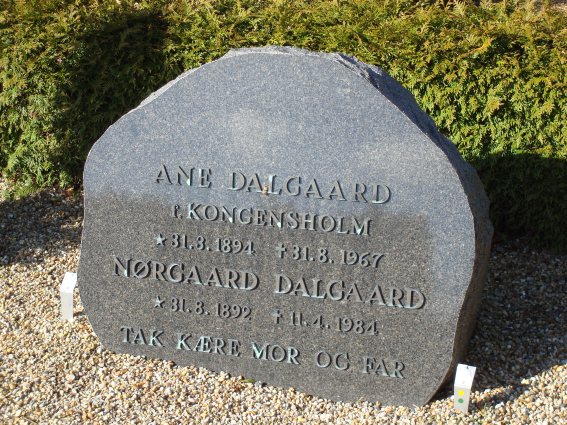 ANE DALGAARD
F. KONGENSHOLM
★31.3.1894 ✝31.8.1967
NØRGAARD DALGAARD
★31.8.1892 ✝11.4.1984
TAK KÆRE MOR OG FAR